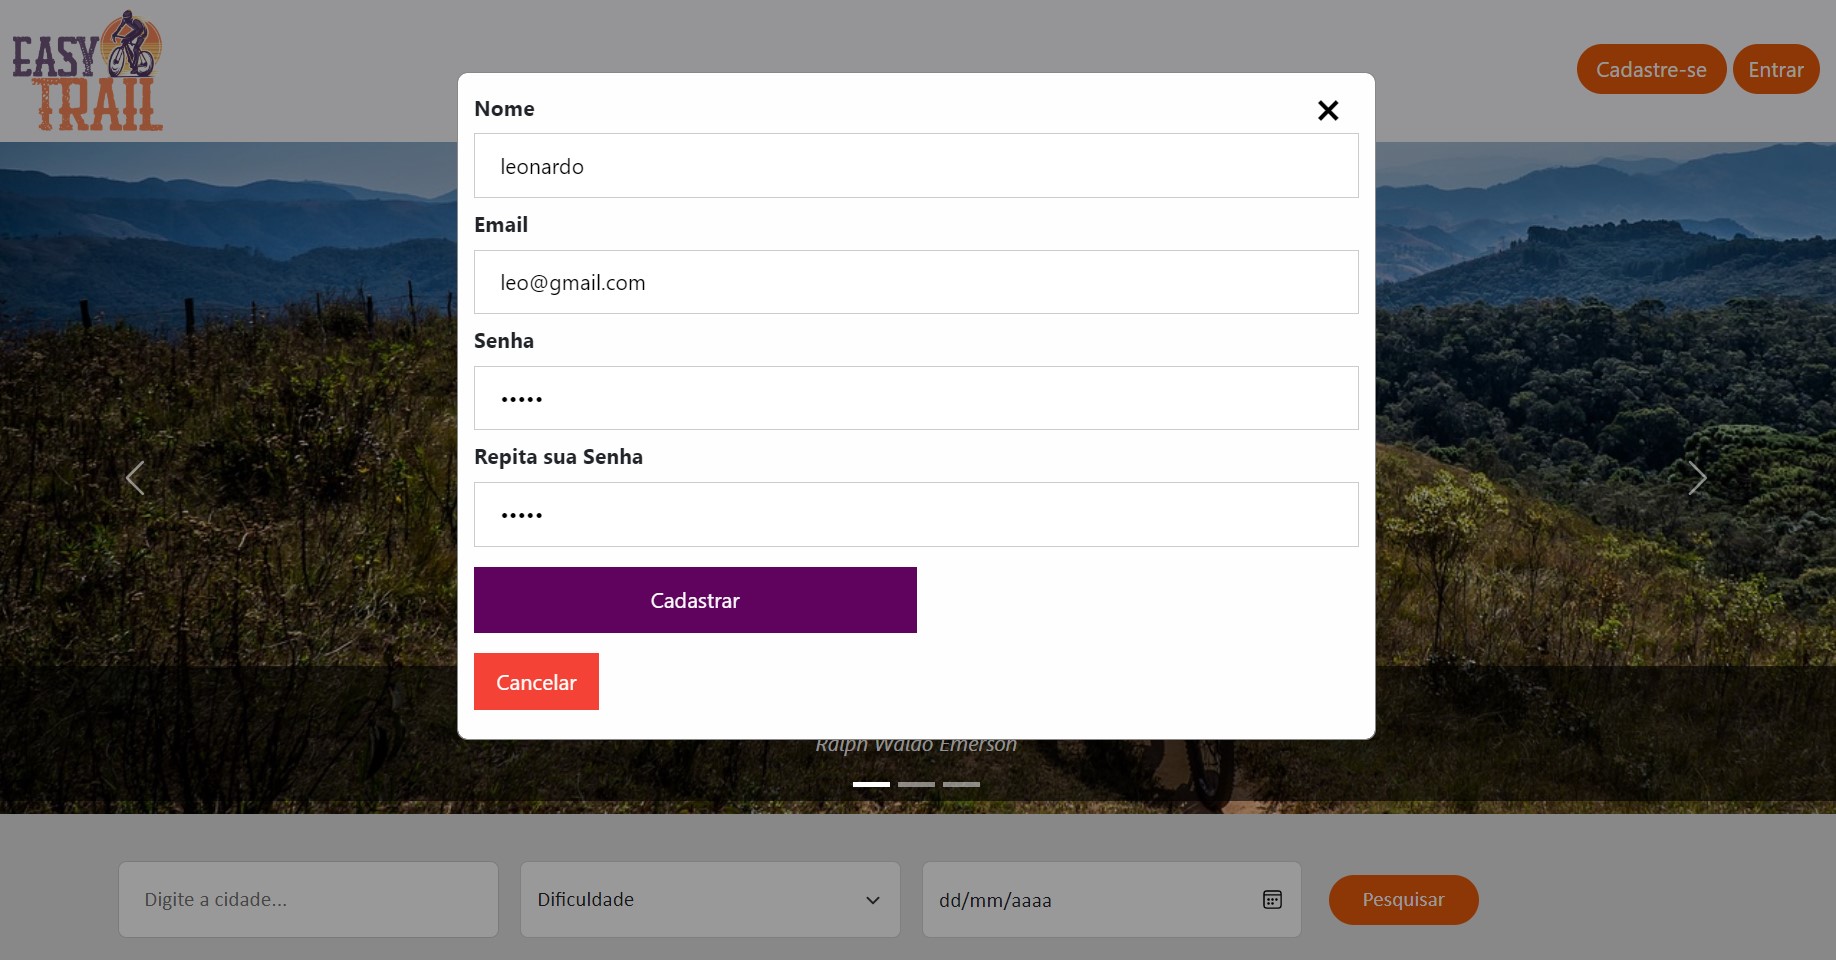 EASY
TRAIL
Cadastre-se
Entrar
Nome
leonardo
Email
leo@gmail.com
Senha
•••••
Repita sua Senha
•••••
Cadastrar
Cancelar
Ralph Waldo Emerson
Digite a cidade...
Dificuldade
dd/mm/aaaa
Pesquisar